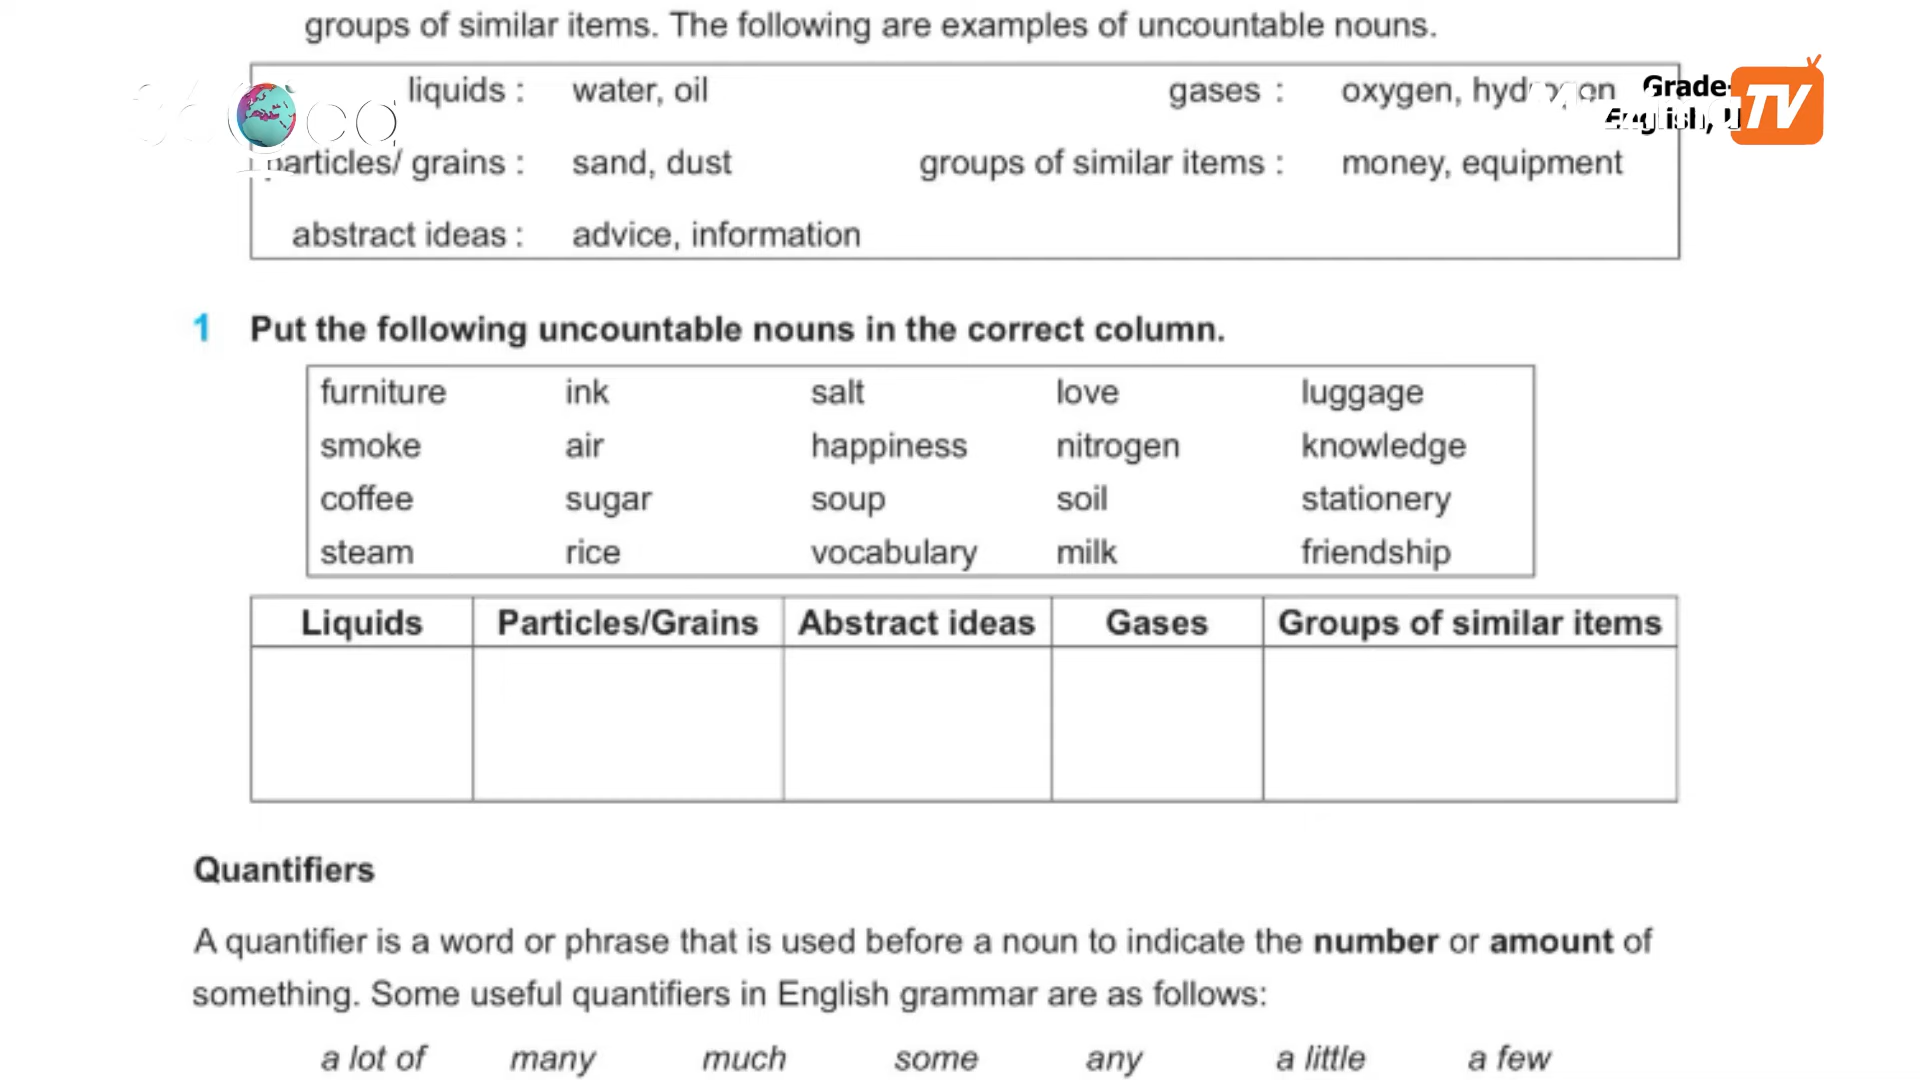 groups of similar items. The following are examples of uncountable nouns.
liquids : water, oil gases : oxygen, hydrogen
particles/ grains : sand, dust groups of similar items : money, equipment
abstract ideas : advice, information
Grade-
English,
TV
1 Put the following uncountable nouns in the correct column.
furniture ink salt love luggage
smoke air happiness nitrogen knowledge
coffee sugar soup soil stationery
steam rice vocabulary milk friendship
Liquids Particles/Grains Abstract ideas Gases Groups of similar items
Quantifiers
A quantifier is a word or phrase that is used before a noun to indicate the number or amount of
something. Some useful quantifiers in English grammar are as follows:
a lot of many much some any a little a few